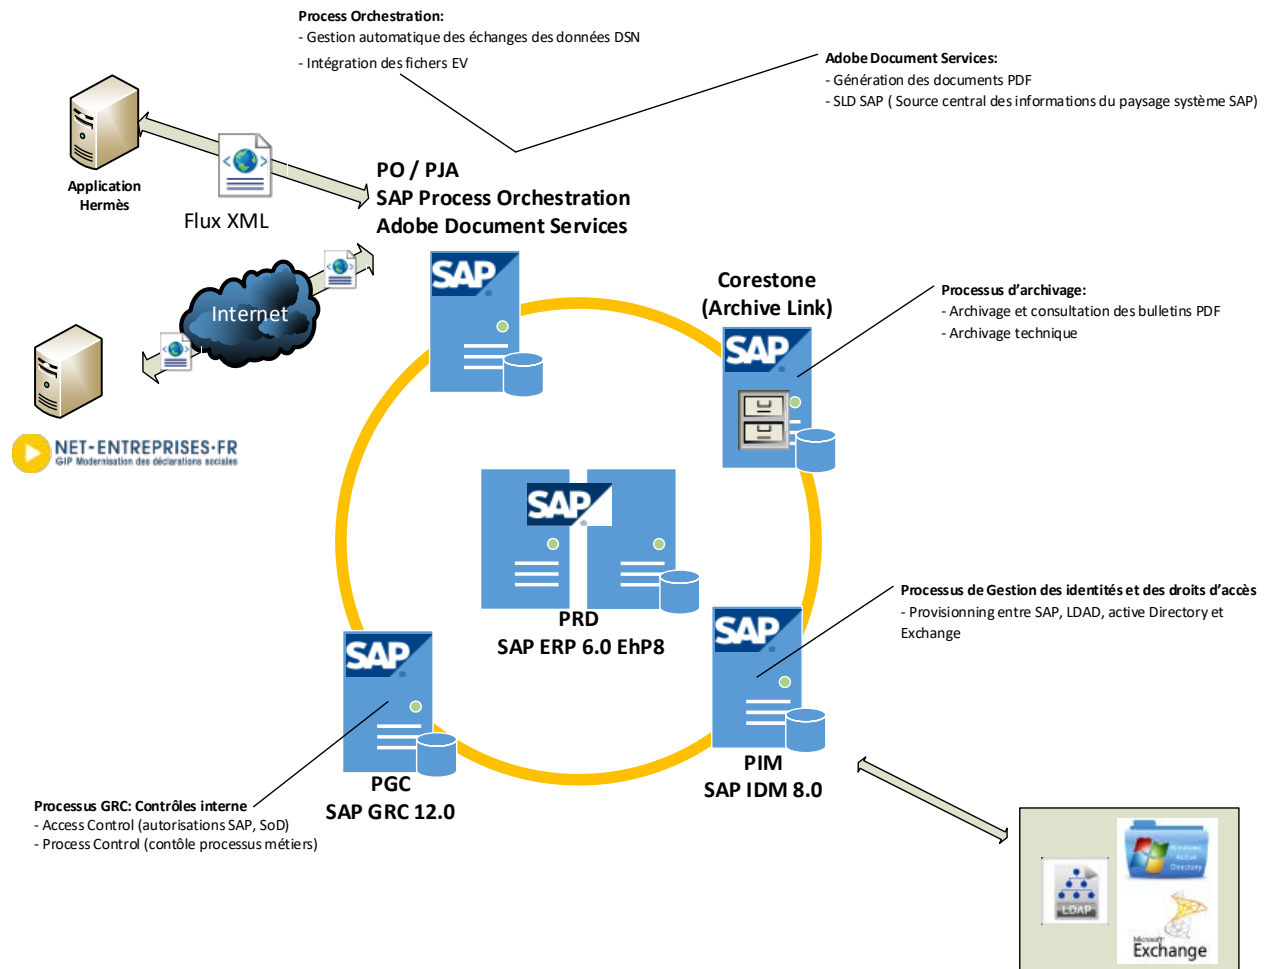 Process Orchestration:
- Gestion automatique des échanges des données DSN
- Intégration des fichiers EV
Adobe Document Services:
- Génération des documents PDF
- SLD SAP ( Source central des informations du paysage système SAP)
Application
Hermès
Flux XML
PO / PJA
SAP Process Orchestration
Adobe Document Services
Internet
SAP
NET-ENTREPRISES·FR
GIP Modernisation des déclarations sociales
Corestone
(Archive Link)
SAP
Processus d’archivage:
- Archivage et consultation des bulletins PDF
- Archivage technique
SAP
PRD
SAP ERP 6.0 EhP8
Processus de Gestion des identités et des droits d’accès
- Provisionning entre SAP, LDAD, active Directory et
Exchange
SAP
PIM
SAP IDM 8.0
SAP
PGC
SAP GRC 12.0
Processus GRC: Contrôles interne
- Access Control (autorisations SAP, SoD)
- Process Control (contôle processus métiers)
LDAP
Windows
Active
Directory
Microsoft
Exchange